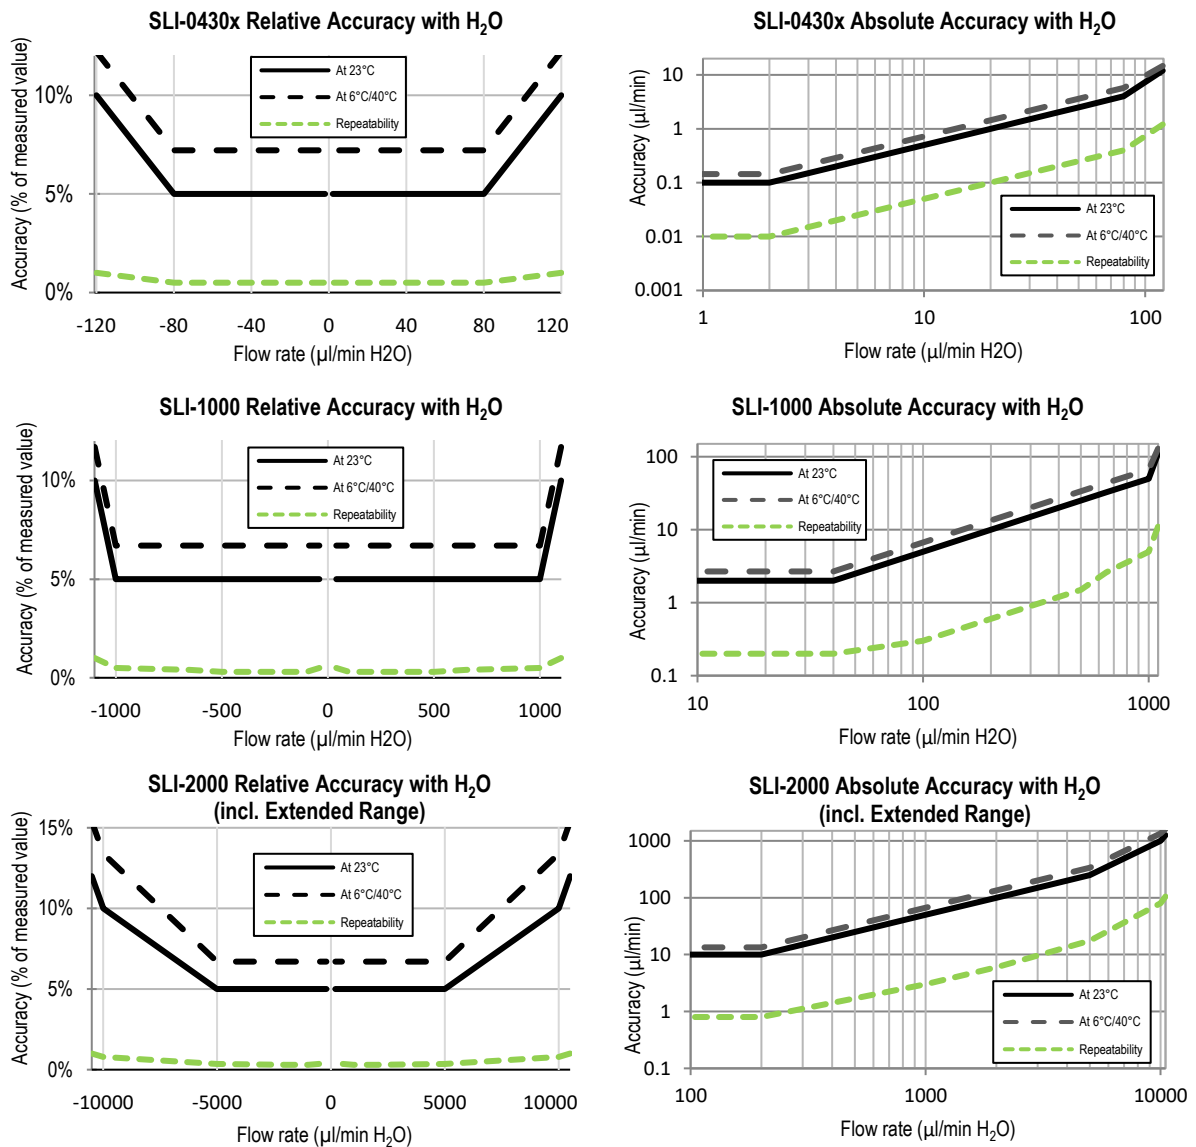 SLI-0430x Relative Accuracy with H₂O
Accuracy (% of measured value)
10%
5%
0%
At 23°C
At 6°C/40°C
Repeatability
-120 -80 -40 0 40 80 120
Flow rate (µl/min H2O)
SLI-0430x Absolute Accuracy with H₂O
Accuracy (µl/min)
10
1
0.1
0.01
0.001
At 23°C
At 6°C/40°C
Repeatability
1 10 100
Flow rate (µl/min H2O)
SLI-1000 Relative Accuracy with H₂O
Accuracy (% of measured value)
10%
5%
0%
At 23°C
At 6°C/40°C
Repeatability
-1000 -500 0 500 1000
Flow rate (µl/min H2O)
SLI-1000 Absolute Accuracy with H₂O
Accuracy (µl/min)
100
10
1
0.1
At 23°C
At 6°C/40°C
Repeatability
10 100 1000
Flow rate (µl/min H2O)
SLI-2000 Relative Accuracy with H₂O
(incl. Extended Range)
Accuracy (% of measured value)
15%
10%
5%
0%
At 23°C
At 6°C/40°C
Repeatability
-10000 -5000 0 5000 10000
Flow rate (µl/min H₂O)
SLI-2000 Absolute Accuracy with H₂O
(incl. Extended Range)
Accuracy (µl/min)
1000
100
10
1
0.1
At 23°C
At 6°C/40°C
Repeatability
100 1000 10000
Flow rate (µl/min H₂O)